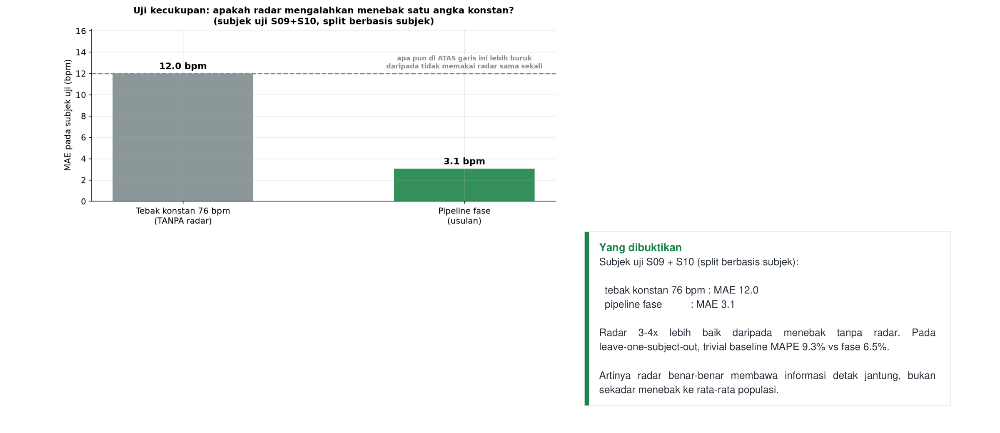 Uji kecukupan: apakah radar mengalahkan menebak satu angka konstan?
(subjek uji S09+S10, split berbasis subjek)
MAE pada subjek uji (bpm)
16
14
12
10
8
6
4
2
0
12.0 bpm
apa pun di ATAS garis ini lebih buruk
daripada tidak memakai radar sama sekali
3.1 bpm
Tebak konstan 76 bpm
(TANPA radar)
Pipeline fase
(usulan)
Yang dibuktikan
Subjek uji S09 + S10 (split berbasis subjek):
tebak konstan 76 bpm : MAE 12.0
pipeline fase : MAE 3.1
Radar 3-4x lebih baik daripada menebak tanpa radar. Pada
leave-one-subject-out, trivial baseline MAPE 9.3% vs fase 6.5%.
Artinya radar benar-benar membawa informasi detak jantung, bukan
sekadar menebak ke rata-rata populasi.